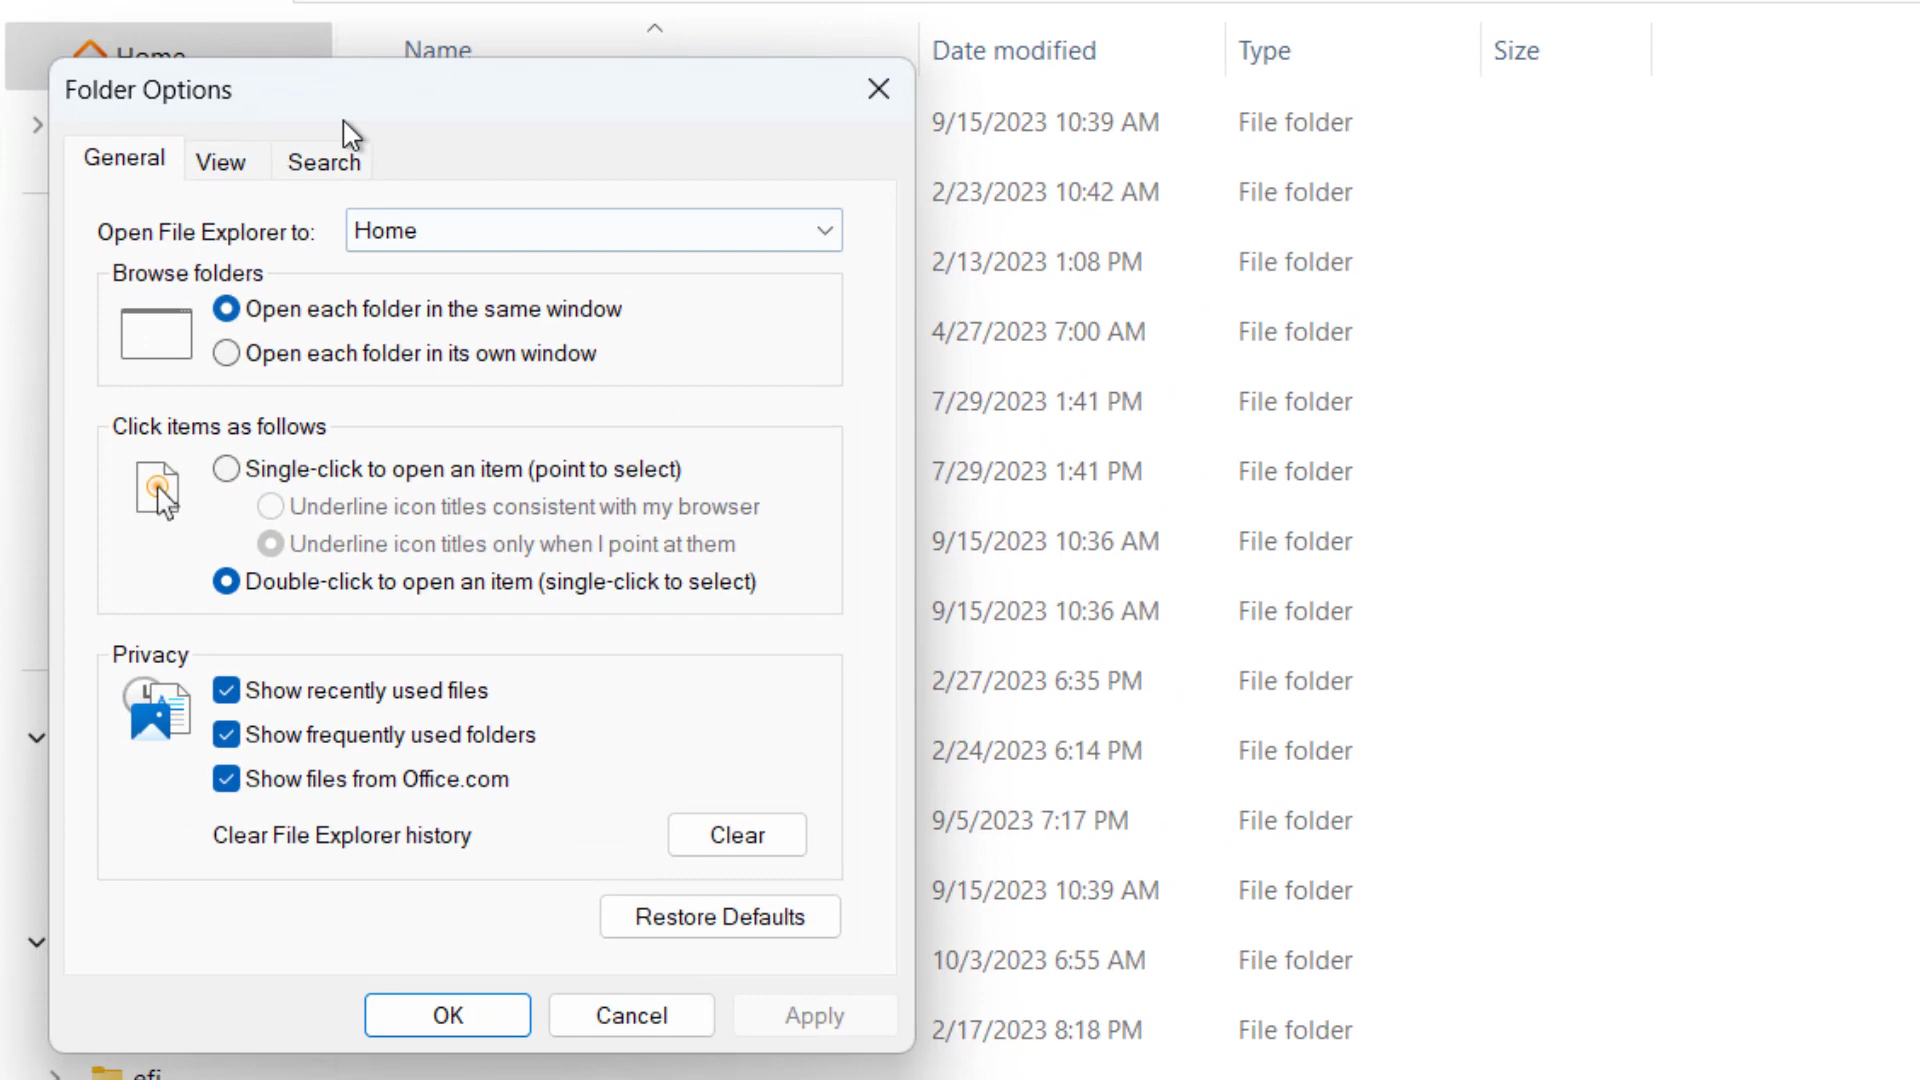 Home
Name
Date modified
Type
Size
Folder Options
General
View
Search
Open File Explorer to:
Home
Browse folders
Open each folder in the same window
Open each folder in its own window
Click items as follows
Single-click to open an item (point to select)
Underline icon titles consistent with my browser
Underline icon titles only when I point at them
Double-click to open an item (single-click to select)
Privacy
Show recently used files
Show frequently used folders
Show files from Office.com
Clear File Explorer history
Clear
Restore Defaults
OK
Cancel
Apply
9/15/2023 10:39 AM File folder
2/23/2023 10:42 AM File folder
2/13/2023 1:08 PM File folder
4/27/2023 7:00 AM File folder
7/29/2023 1:41 PM File folder
7/29/2023 1:41 PM File folder
9/15/2023 10:36 AM File folder
9/15/2023 10:36 AM File folder
2/27/2023 6:35 PM File folder
2/24/2023 6:14 PM File folder
9/5/2023 7:17 PM File folder
9/15/2023 10:39 AM File folder
10/3/2023 6:55 AM File folder
2/17/2023 8:18 PM File folder
efi